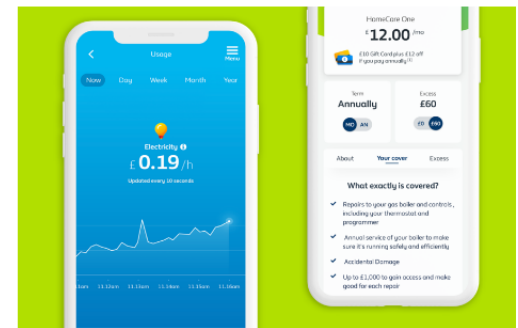 Usage
Menu
Now Day Week Month Year
Electricity
£ 0.19 /h
Updated every 10 seconds
11.12am 11.13am 11.14am 11.15am 11.16am
HomeCare One
£12.00 /mo
£10 Gift Card plus £12 off
if you pay annually
Term
Annually
MO AN
Excess
£60
£0 £60
About Your cover Excess
What exactly is covered?
Repairs to your gas boiler and controls,
including your thermostat and
programmer
Annual service of your boiler to make
sure it's running safely and efficiently
Accidental Damage
Up to £1,000 to gain access and make
good for each repair